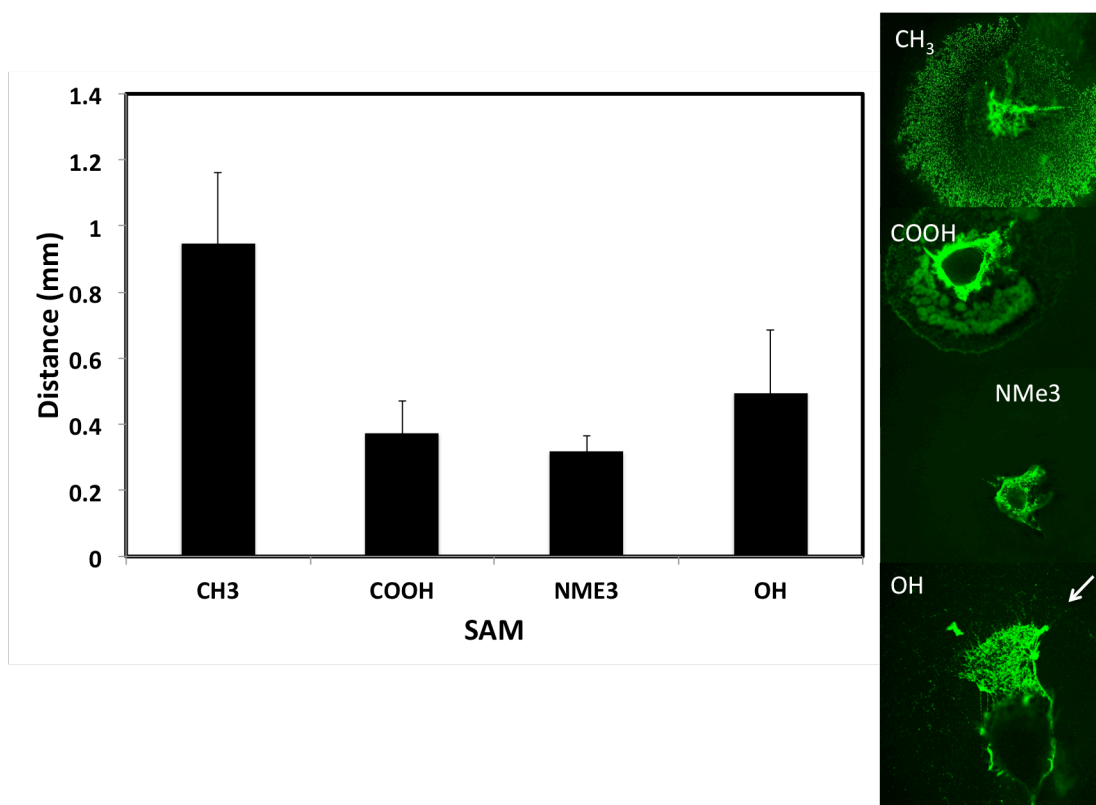 1.4
1.2
1
0.8
0.6
0.4
0.2
0
Distance (mm)
CH3 COOH NME3 OH
SAM
CH₃
COOH
NMe3
OH